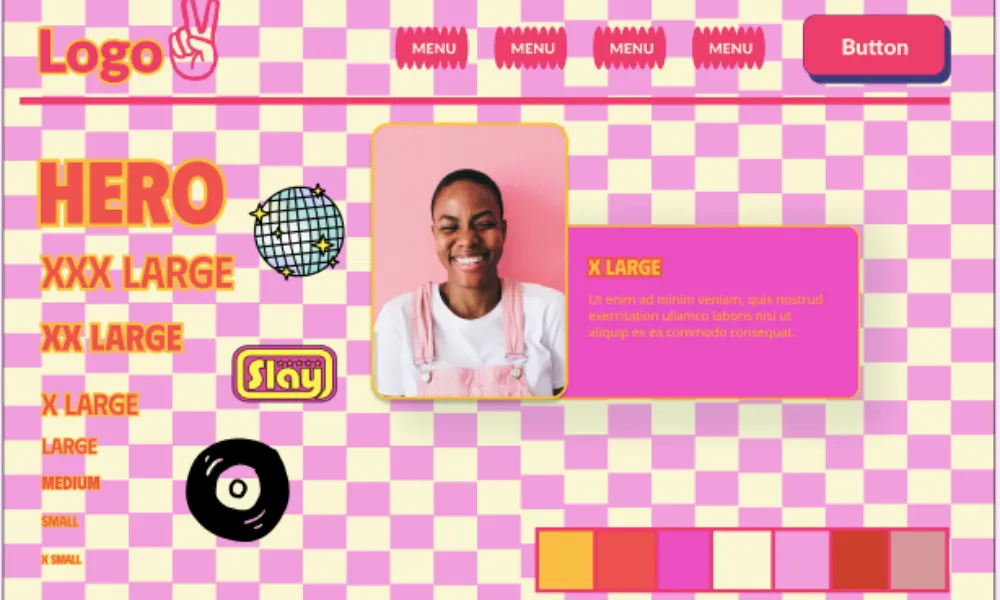 Logo
MENU MENU MENU MENU
Button
HERO
XXX LARGE
XX LARGE
Slay
X LARGE
LARGE
MEDIUM
SMALL
X SMALL
X LARGE
Ut enim ad minim veniam, quis nostrud
exerritation ullamco laboris nisi ut
aliquip ex ea commodo consequat.